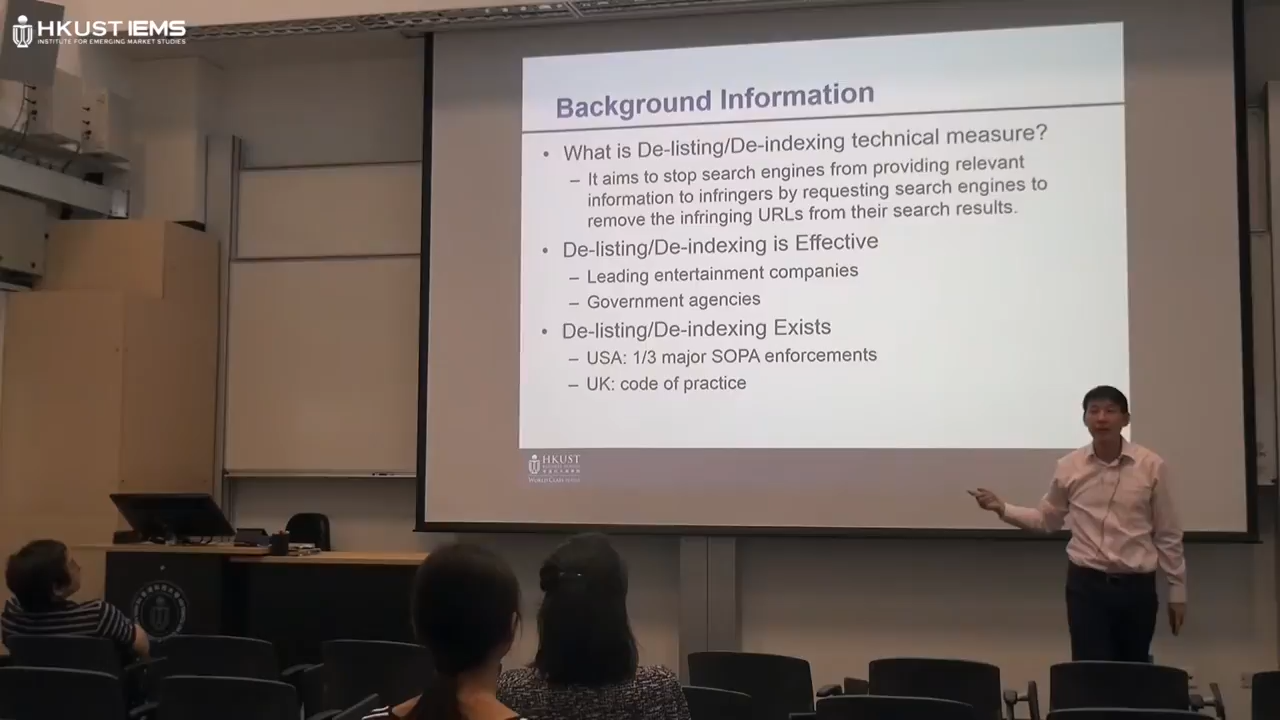 HKUST IEMS
INSTITUTE FOR EMERGING MARKET STUDIES
Background Information
• What is De-listing/De-indexing technical measure?
– It aims to stop search engines from providing relevant
information to infringers by requesting search engines to
remove the infringing URLs from their search results.
• De-listing/De-indexing is Effective
– Leading entertainment companies
– Government agencies
• De-listing/De-indexing Exists
– USA: 1/3 major SOPA enforcements
– UK: code of practice
HKUST